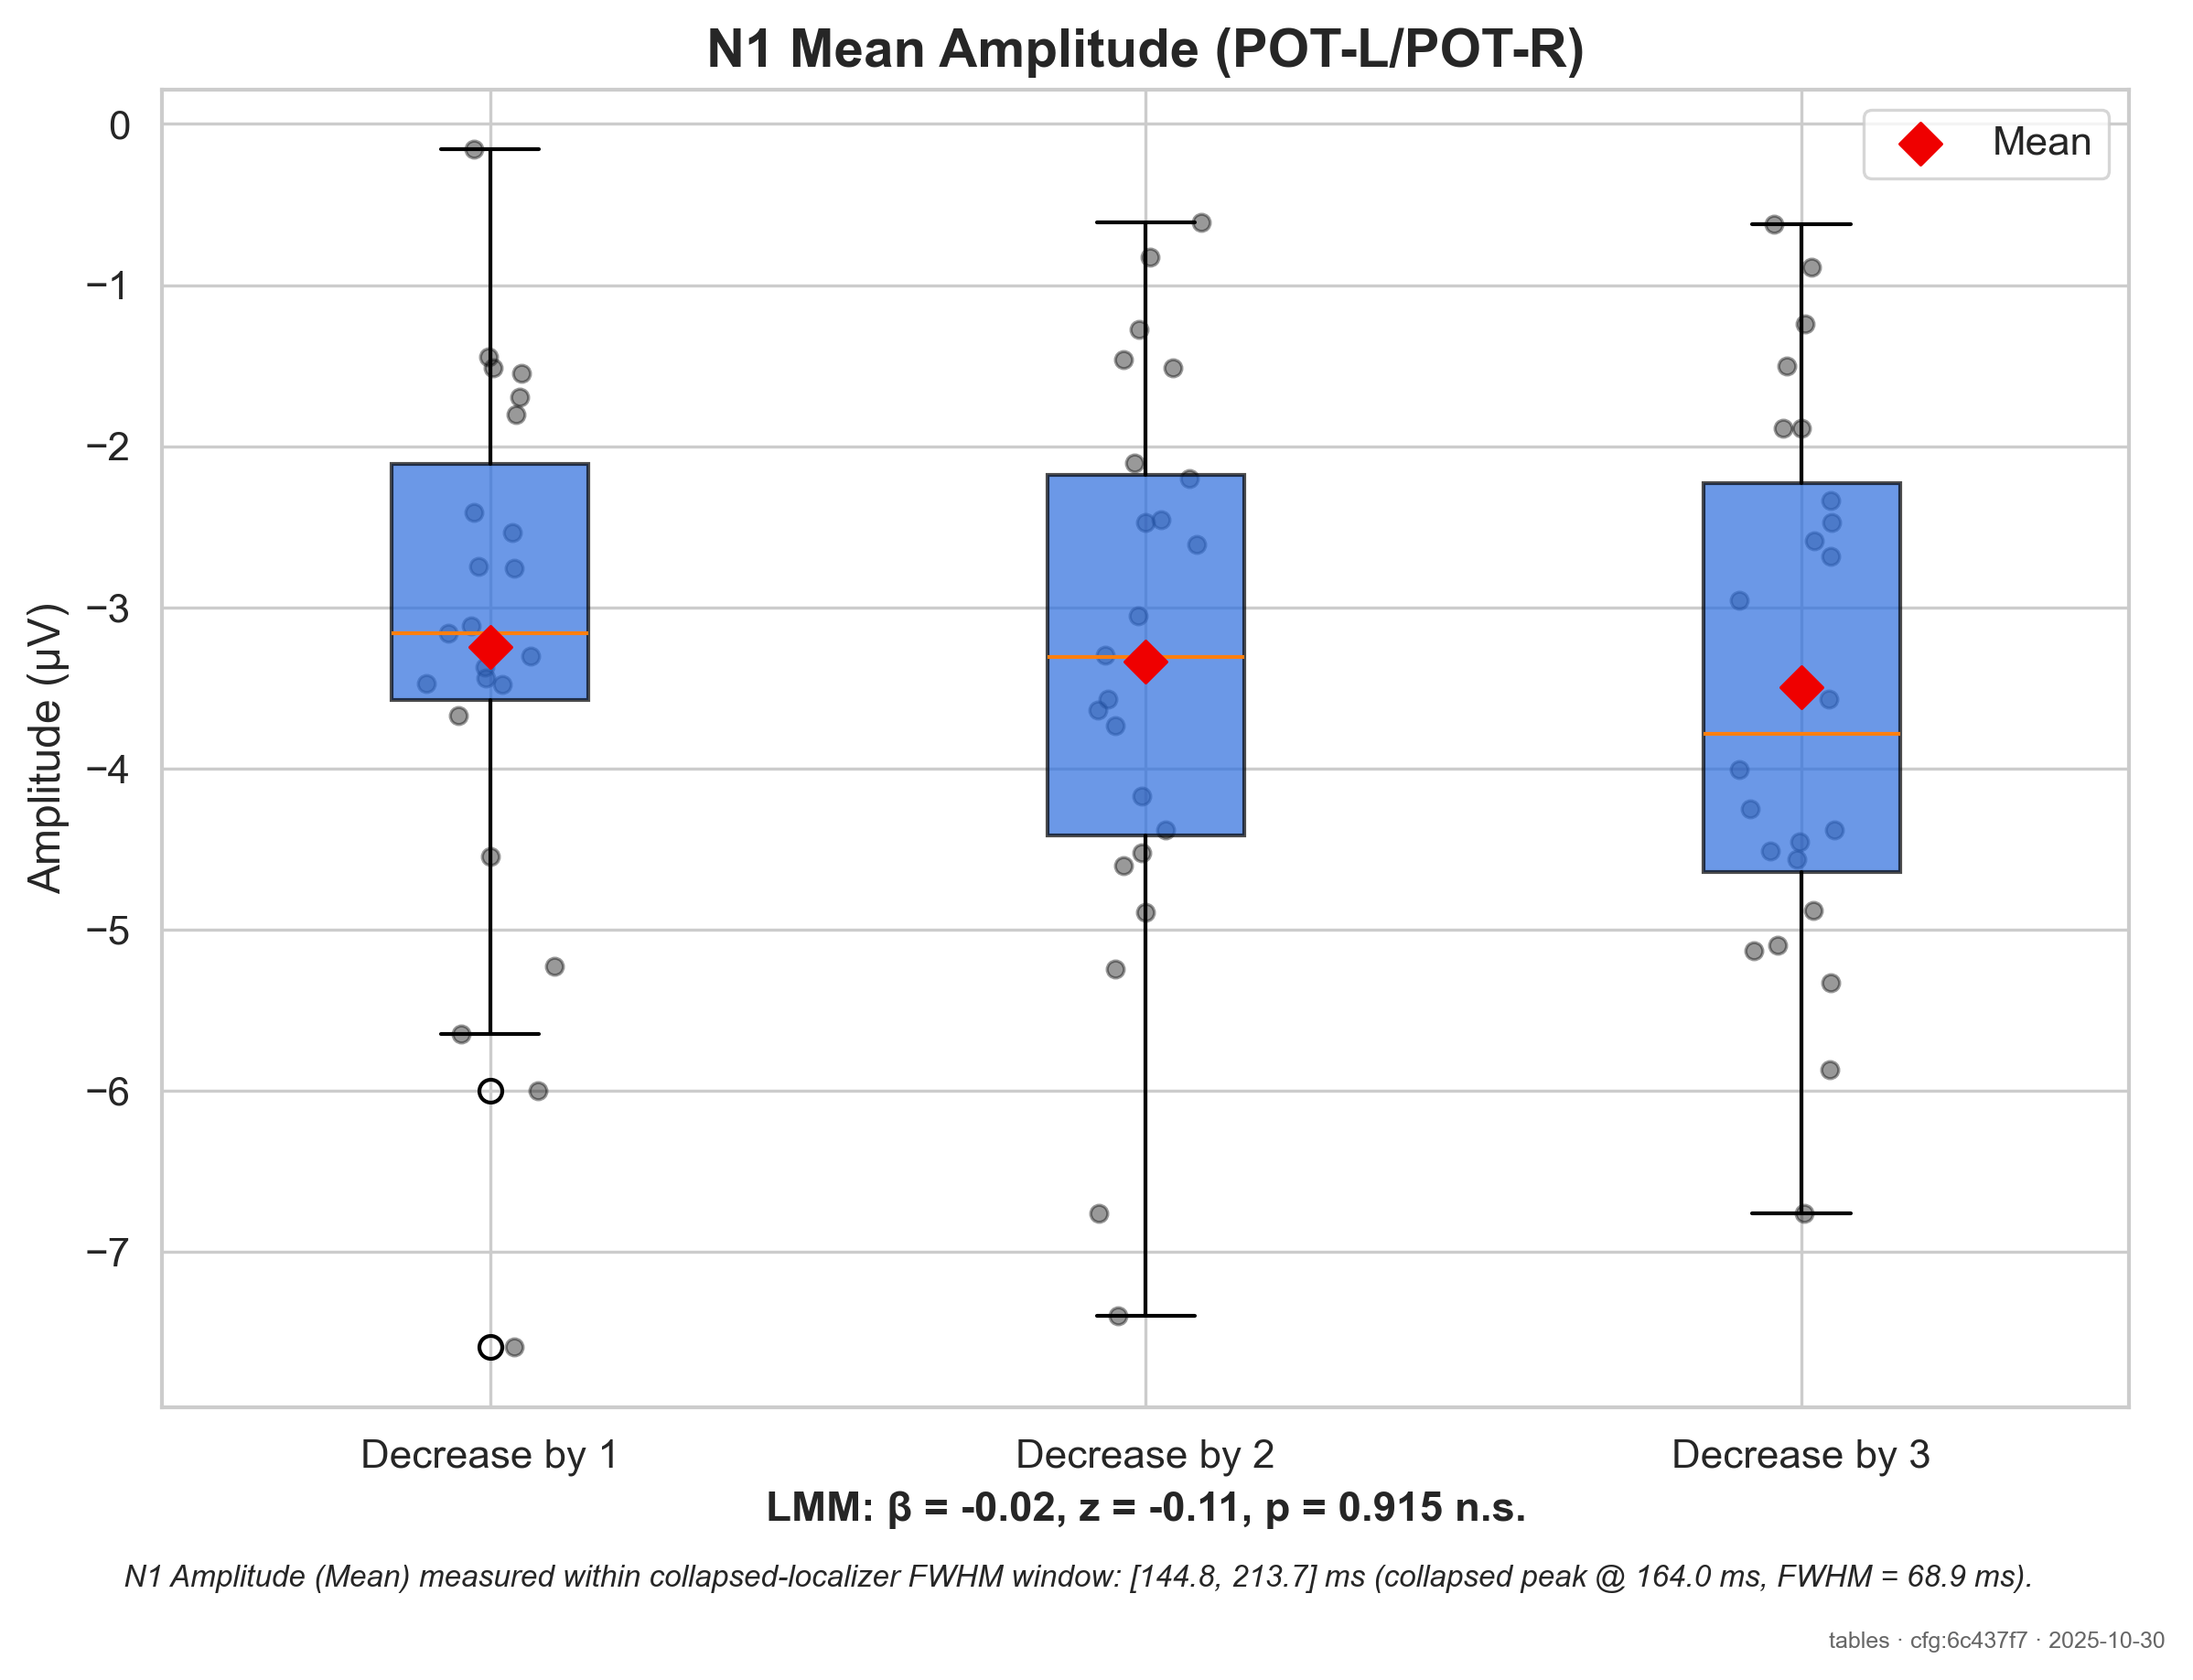 N1 Mean Amplitude (POT-L/POT-R)
Mean
Amplitude (µV)
0
−1
−2
−3
−4
−5
−6
−7
Decrease by 1
Decrease by 2
Decrease by 3
LMM: β = -0.02, z = -0.11, p = 0.915 n.s.
N1 Amplitude (Mean) measured within collapsed-localizer FWHM window: [144.8, 213.7] ms (collapsed peak @ 164.0 ms, FWHM = 68.9 ms).
tables · cfg:6c437f7 · 2025-10-30